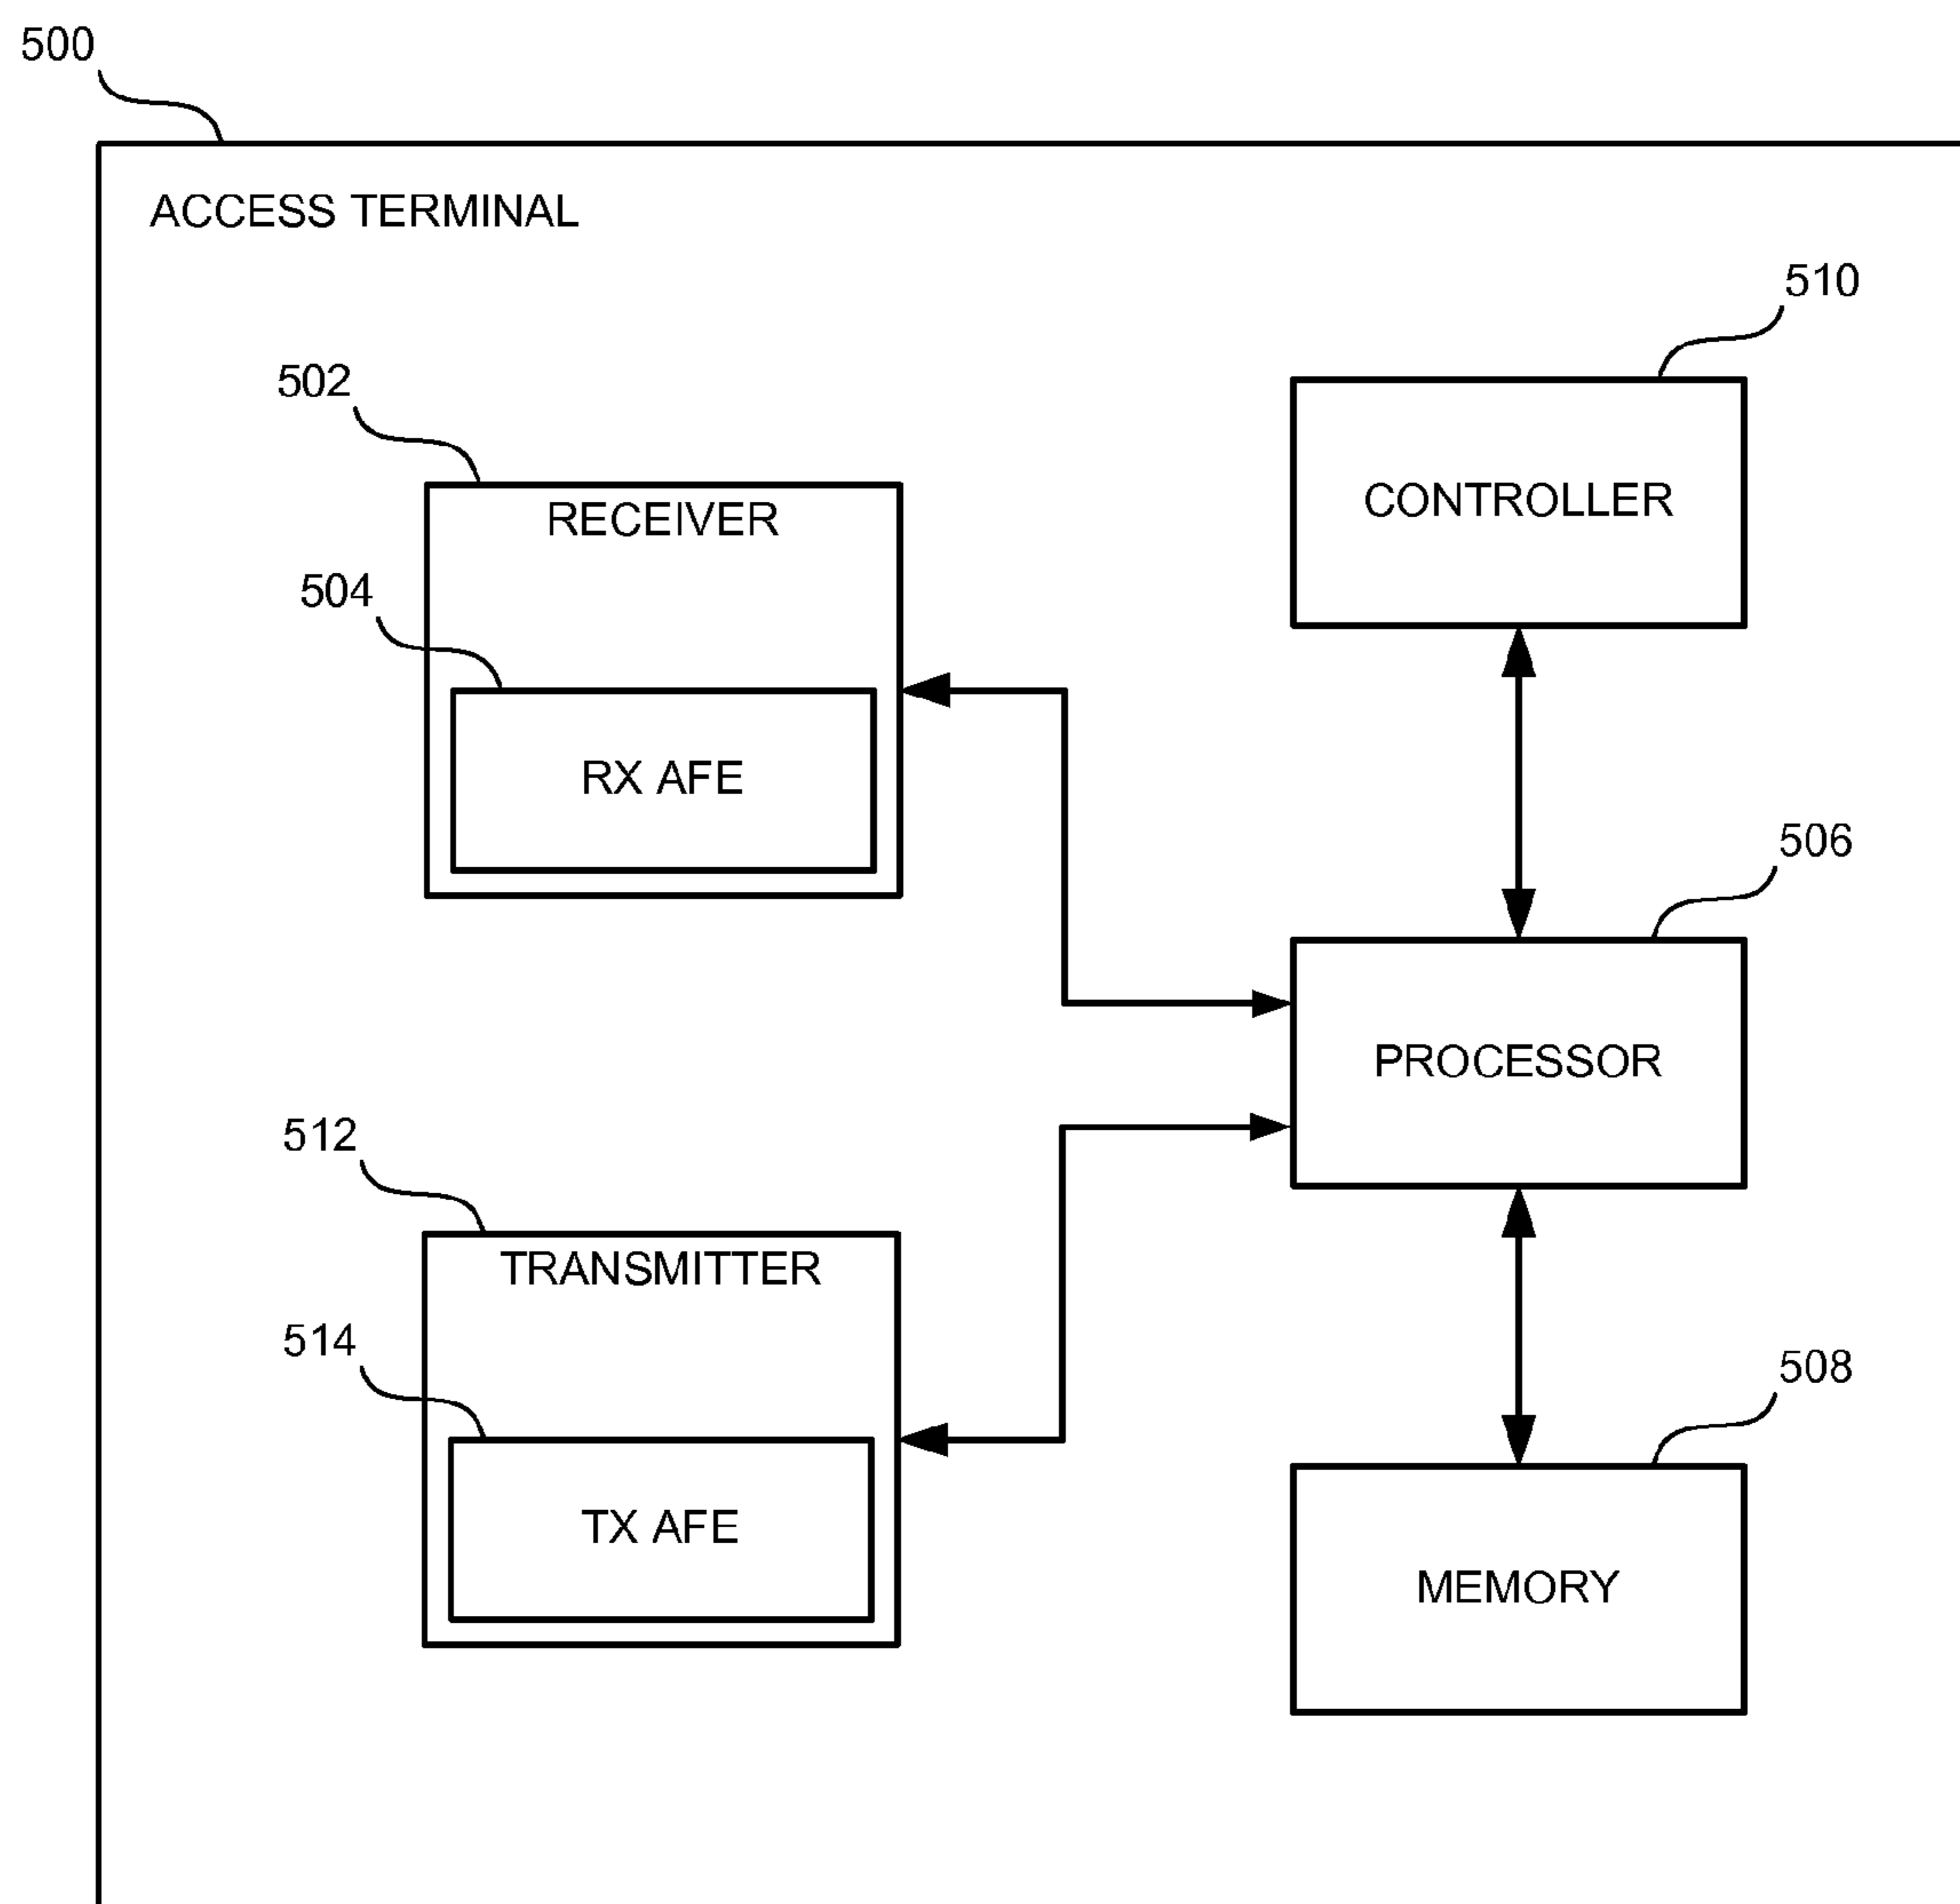 500
ACCESS TERMINAL
510
502
CONTROLLER
RECEIVER
504
RX AFE
506
PROCESSOR
512
TRANSMITTER
514
508
TX AFE
MEMORY